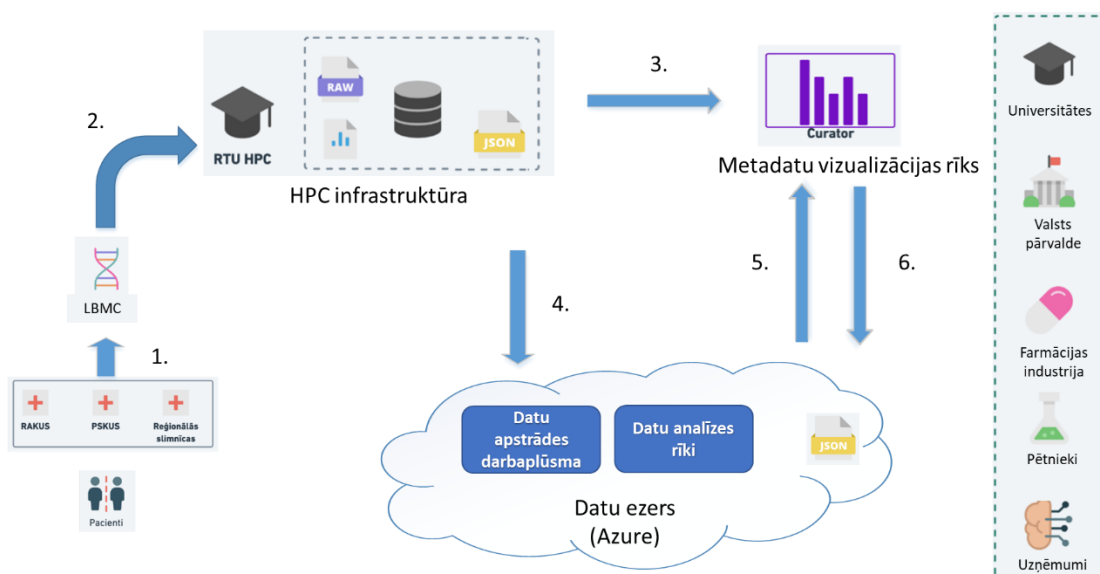 2.
RAW
RTU HPC
JSON
HPC infrastruktūra
3.
Curator
Metadatu vizualizācijas rīks
LBMC
1.
RAKUS
PSKUS
Reģionālās
slimnīcas
Pacienti
4.
5.
6.
Datu
apstrādes
darbaplūsma
Datu analīzes
rīki
JSON
Datu ezers
(Azure)
Universitātes
Valsts
pārvalde
Farmācijas
industrija
Pētnieki
Uzņēmumi